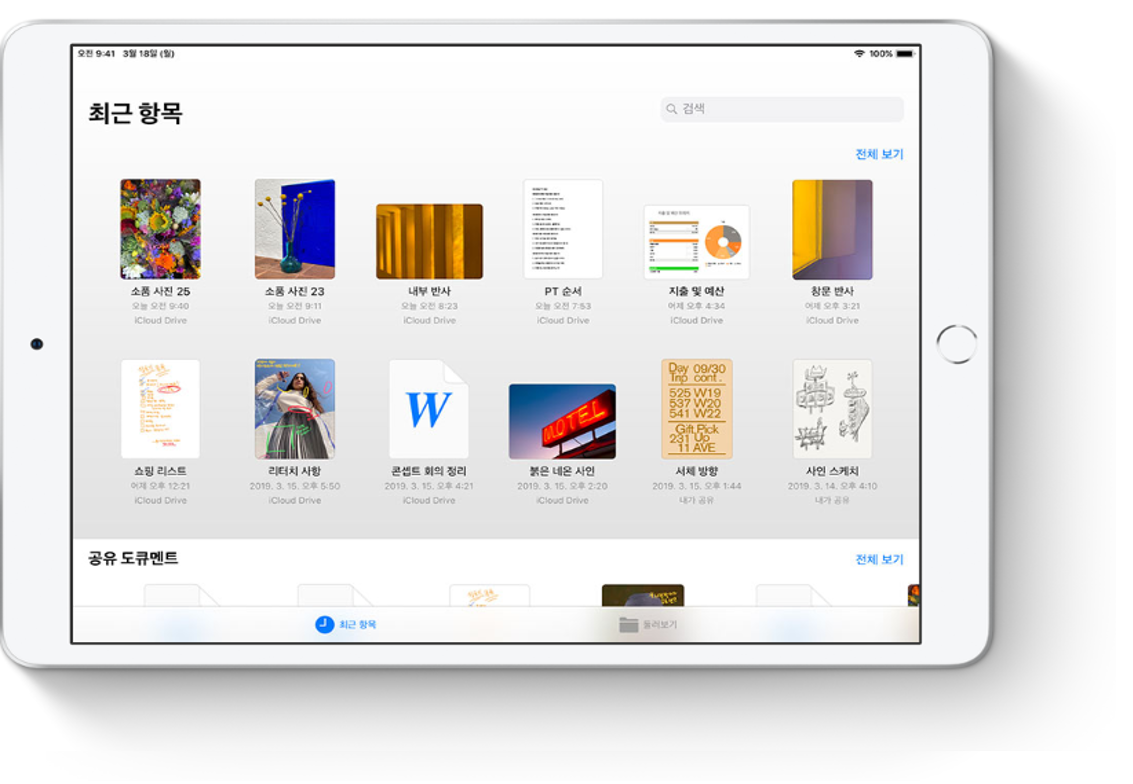 오전 9:41 3월 18일 (월)
100%
최근 항목
검색
전체 보기
소품 사진 25
오늘 오전 9:40
iCloud Drive
소품 사진 23
오늘 오전 9:11
iCloud Drive
내부 반사
오늘 오전 8:23
iCloud Drive
PT 순서
오늘 오전 7:53
iCloud Drive
지출 및 예산
어제 오후 4:34
iCloud Drive
창문 반사
어제 오후 3:21
iCloud Drive
W
MOTEL
Day 09/30
Trip cont.
525 W19
537 W20
541 W22
Gift Pick
231 Up
11 AVE
쇼핑 리스트
어제 오후 12:21
iCloud Drive
리터치 사항
2019. 3. 15. 오후 5:50
iCloud Drive
콘셉트 회의 정리
2019. 3. 15. 오후 4:21
iCloud Drive
붉은 네온 사인
2019. 3. 15. 오후 2:20
iCloud Drive
서체 방향
2019. 3. 15. 오후 1:44
내가 공유
사인 스케치
2019. 3. 14. 오후 4:10
내가 공유
공유 도큐멘트
전체 보기
최근 항목
둘러보기